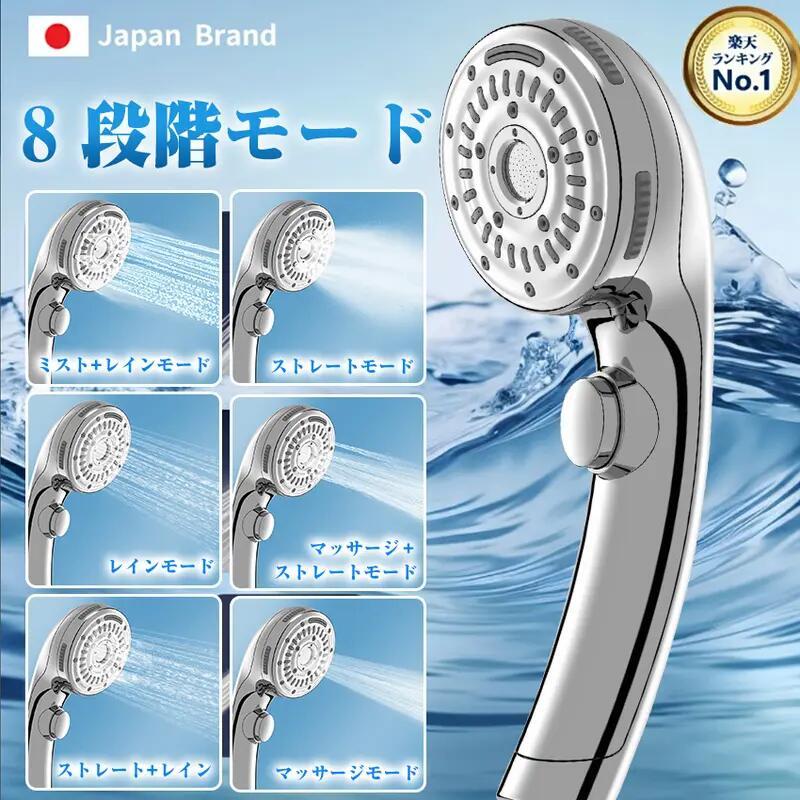 Japan Brand
楽天
ランキング
No.1
8段階モード
ミスト+レインモード
ストレートモード
レインモード
マッサージ+
ストレートモード
ストレート+レイン
マッサージモード